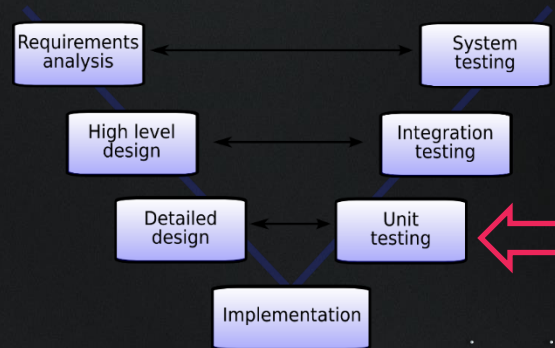 Requirements
analysis
System
testing
High level
design
Integration
testing
Detailed
design
Unit
testing
Implementation